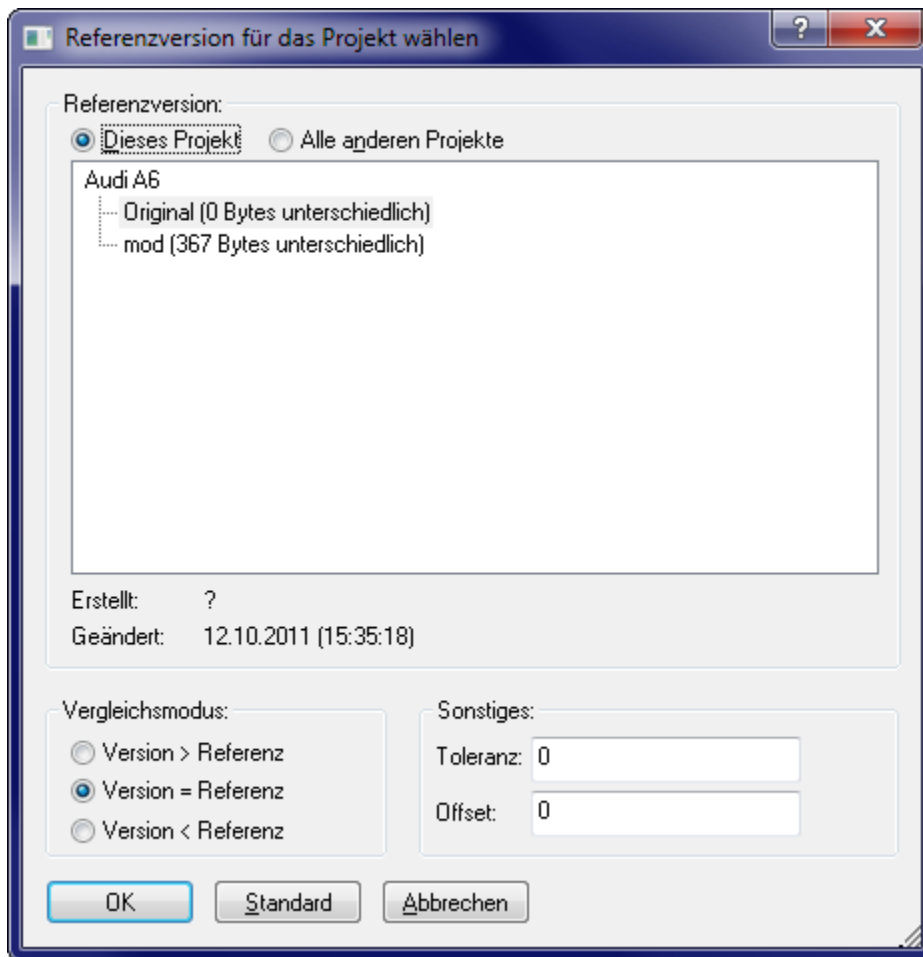 Referenzversion für das Projekt wählen
?
Referenzversion:
Dieses Projekt
Alle anderen Projekte
Audi A6
Original (0 Bytes unterschiedlich)
mod (367 Bytes unterschiedlich)
Erstellt: ?
Geändert: 12.10.2011 (15:35:18)
Vergleichsmodus:
Version > Referenz
Version = Referenz
Version < Referenz
Sonstiges:
Toleranz: 0
Offset: 0
OK
Standard
Abbrechen